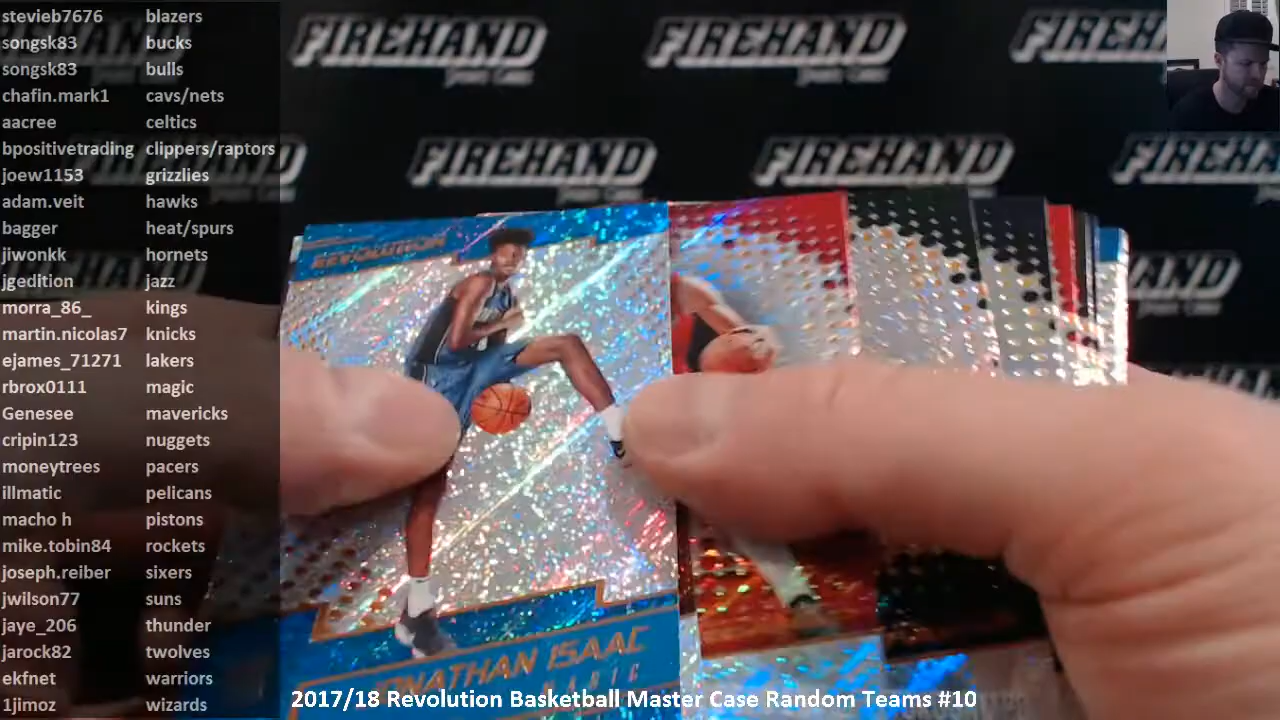 stevieb7676 blazers
songsk83 bucks
songsk83 bulls
chafin.mark1 cavs/nets
aacree celtics
bpositivetrading clippers/raptors
joew1153 grizzlies
adam.veit hawks
bagger heat/spurs
jiwonkk hornets
jgedition jazz
morra_86_ kings
martin.nicolas7 knicks
ejames_71271 lakers
rbrox0111 magic
Genesee mavericks
cripin123 nuggets
moneytrees pacers
illmatic pelicans
macho h pistons
mike.tobin84 rockets
joseph.reiber sixers
jwilson77 suns
jaye_206 thunder
jarock82 twolves
ekfnet warriors
1jimoz wizards
FIREHAND
FIREHAND
FIREHAND
FIREHAND
FIREHAND
FIREHAND
REVOLUTION
ISAAC
MAGIC
2017/18 Revolution Basketball Master Case Random Teams #10